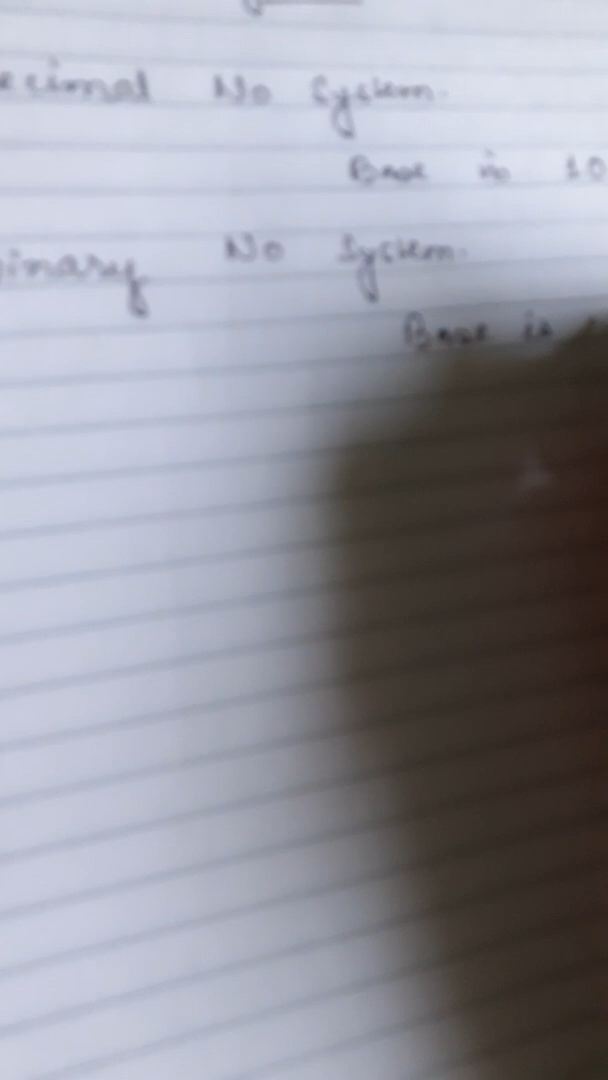 ecimal No System.
Base is 10
inary No System.
Base is